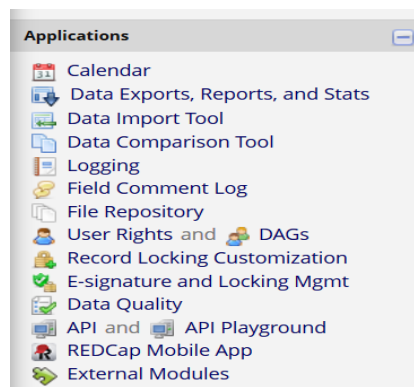 Applications
Calendar
Data Exports, Reports, and Stats
Data Import Tool
Data Comparison Tool
Logging
Field Comment Log
File Repository
User Rights and DAGs
Record Locking Customization
E-signature and Locking Mgmt
Data Quality
API and API Playground
REDCap Mobile App
External Modules